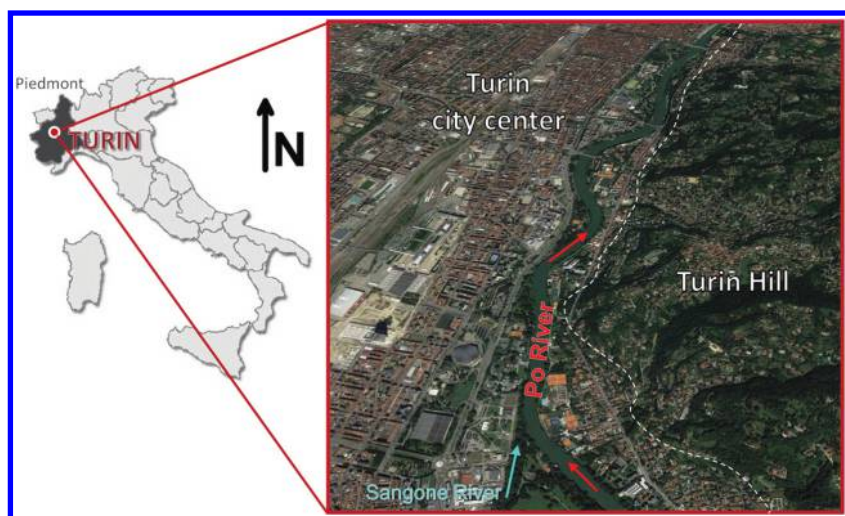 Piedmont
TURIN
N
Turin
city center
Turin Hill
Po River
Sangone River